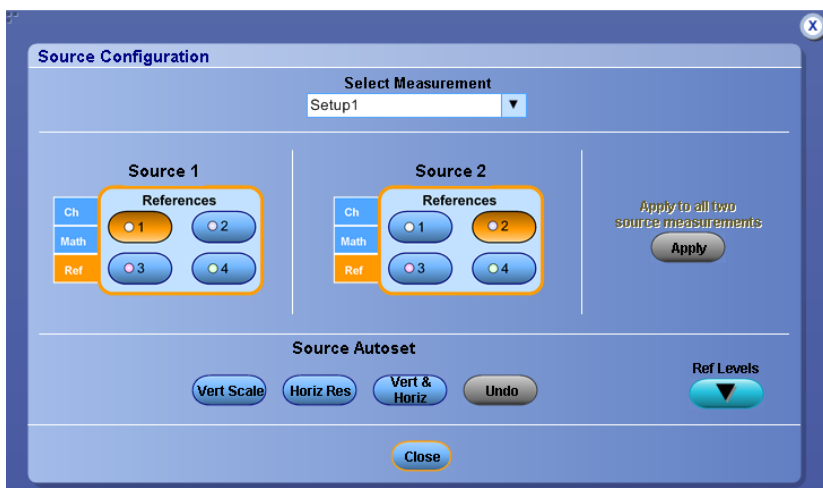 X
Source Configuration
Select Measurement
Setup1
Source 1
Source 2
Ch
Math
Ref
References
1
2
3
4
Ch
Math
Ref
References
1
2
3
4
Apply to all two
source measurements
Apply
Source Autoset
Vert Scale
Horiz Res
Vert &
Horiz
Undo
Ref Levels
Close